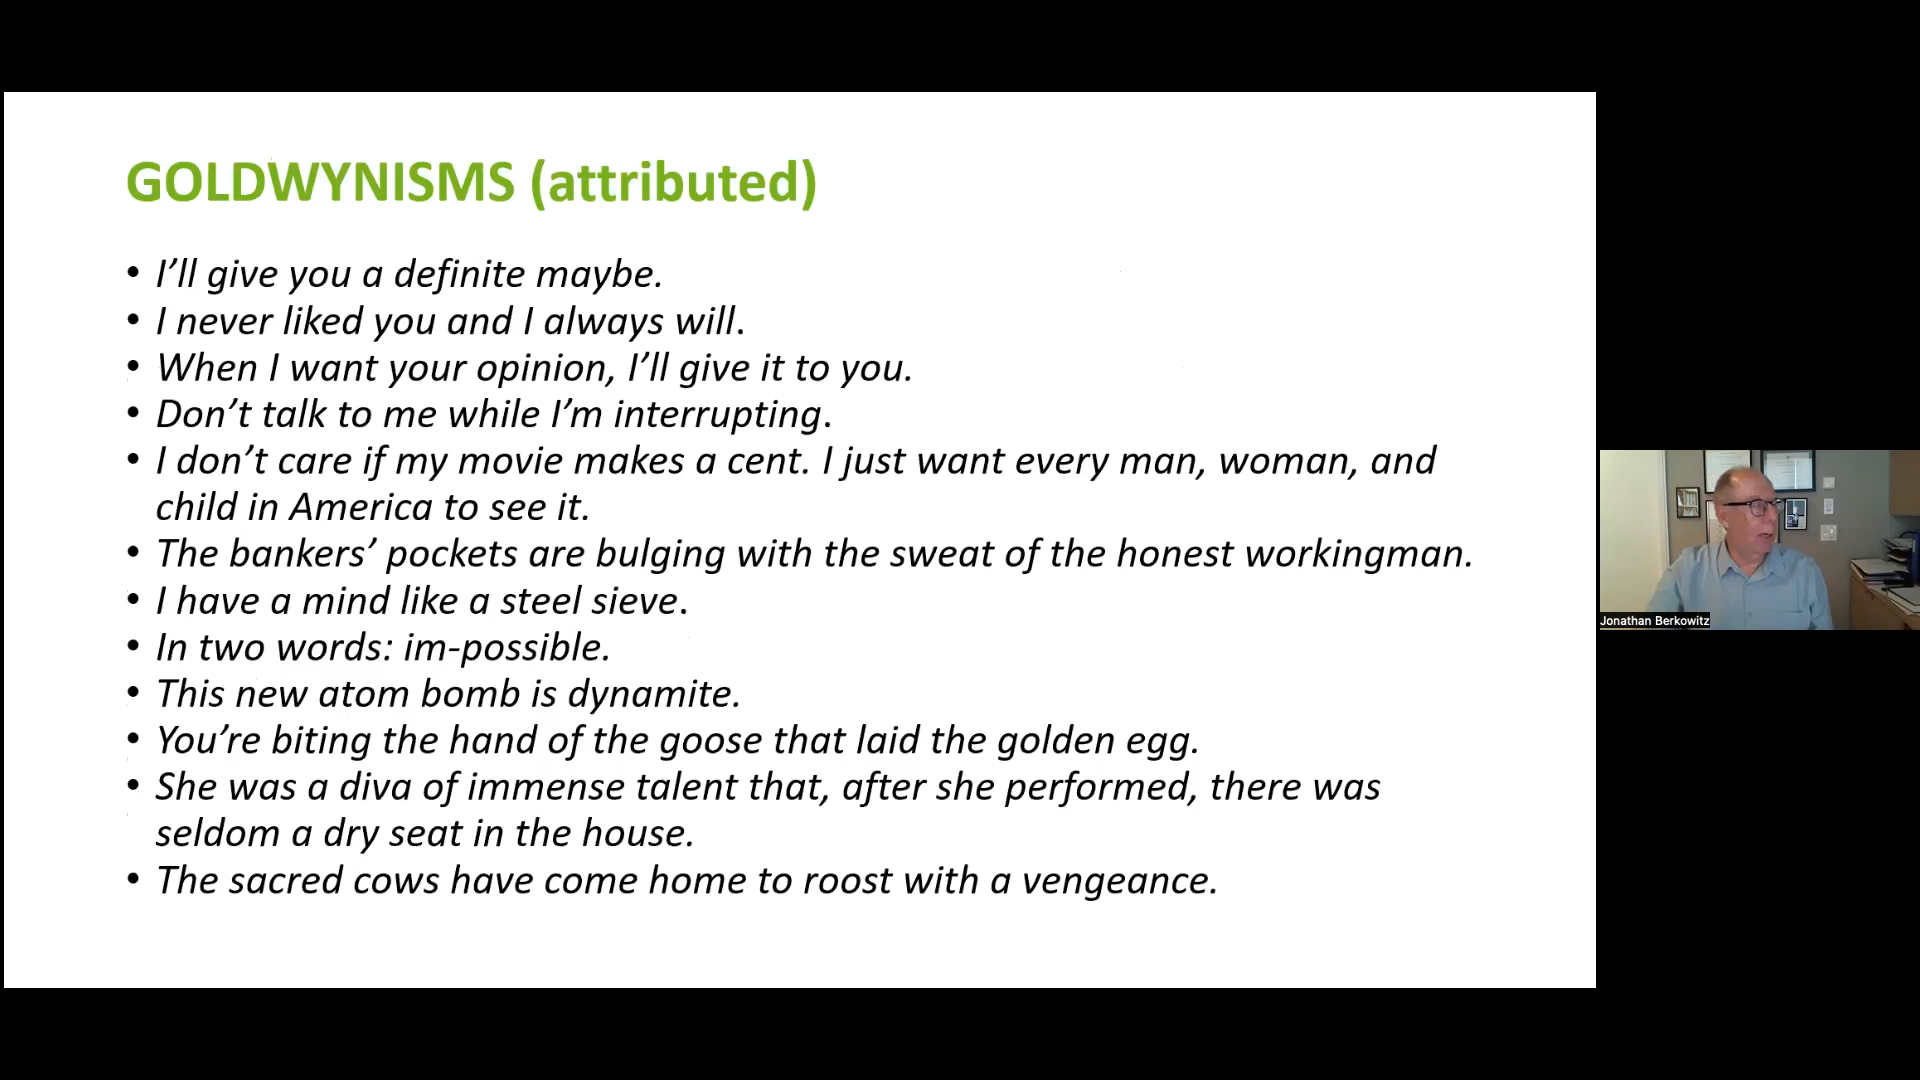 GOLDWYNISMS (attributed)
• I’ll give you a definite maybe.
• I never liked you and I always will.
• When I want your opinion, I’ll give it to you.
• Don’t talk to me while I’m interrupting.
• I don’t care if my movie makes a cent. I just want every man, woman, and
child in America to see it.
• The bankers’ pockets are bulging with the sweat of the honest workingman.
• I have a mind like a steel sieve.
• In two words: im-possible.
• This new atom bomb is dynamite.
• You’re biting the hand of the goose that laid the golden egg.
• She was a diva of immense talent that, after she performed, there was
seldom a dry seat in the house.
• The sacred cows have come home to roost with a vengeance.
Jonathan Berkowitz